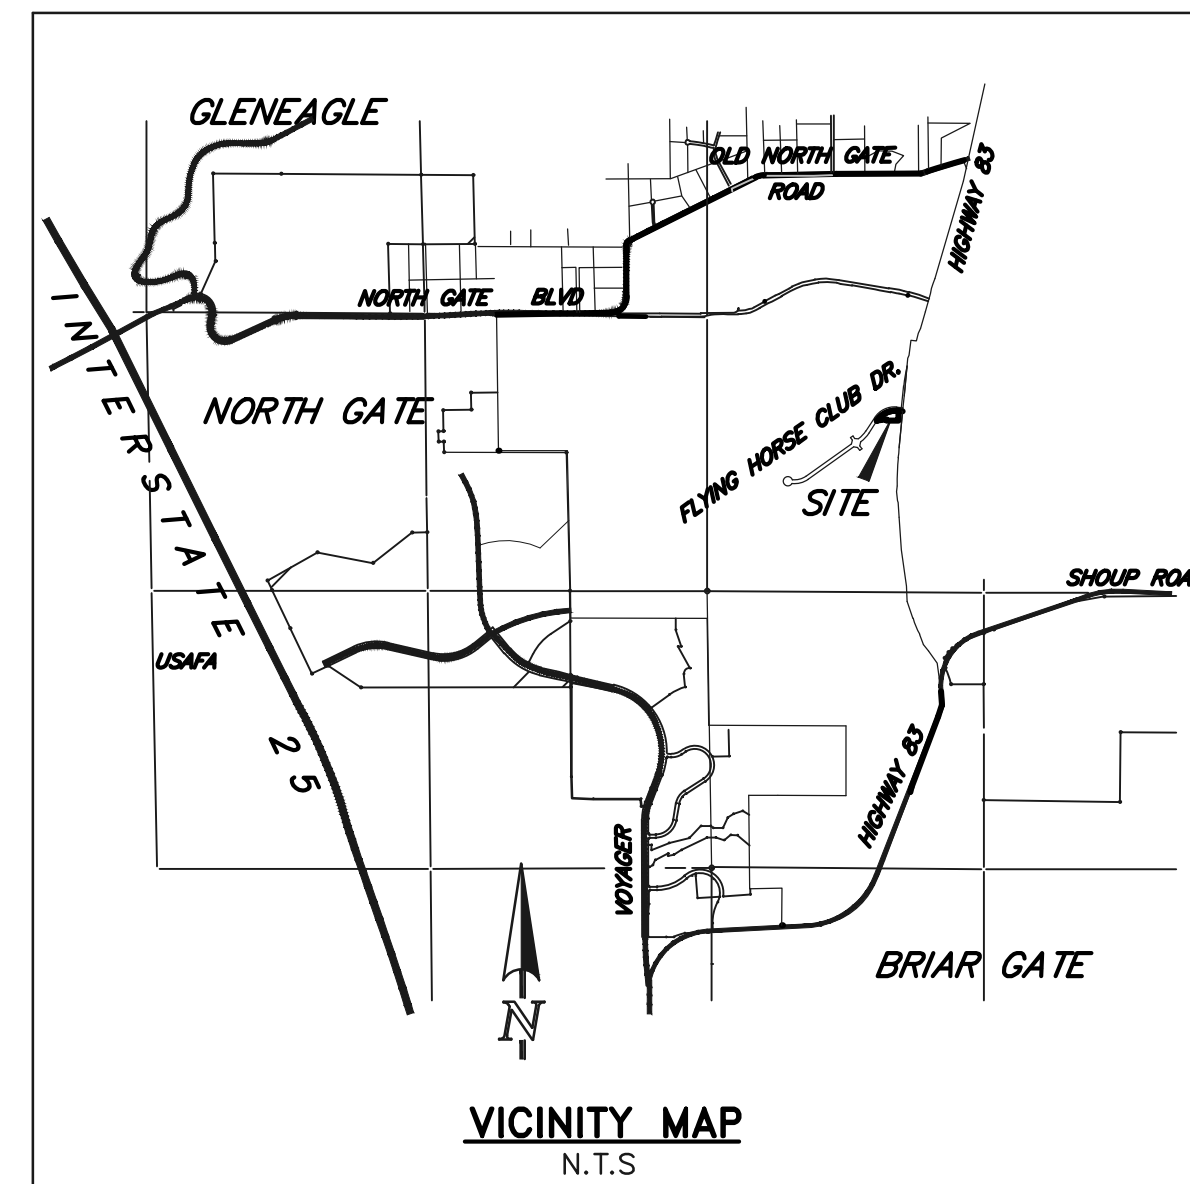 GLENEAGLE
OLD NORTH GATE
ROAD
HIGHWAY 83
NORTH GATE BLVD
INTERSTATE 25
NORTH GATE
FLYING HORSE CLUB DR.
SITE
SHOUP ROA
USAFA
HIGHWAY 83
VOYAGER
BRIAR GATE
N
VICINITY MAP
N.T.S